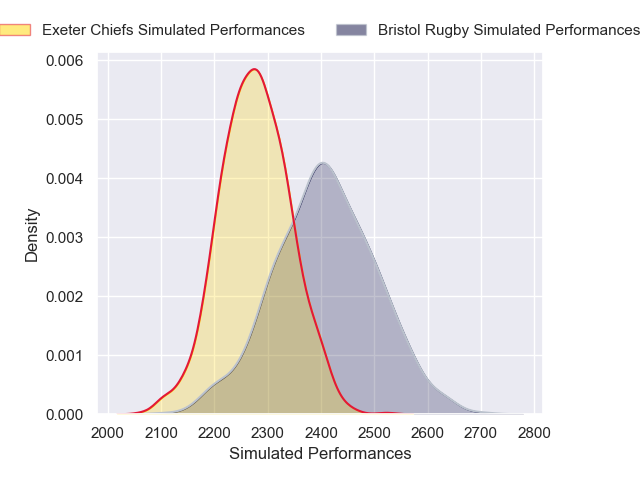 Exeter Chiefs Simulated Performances Bristol Rugby Simulated Performances
0.006
0.005
0.004
0.003
0.002
0.001
0.000
Density
2000 2100 2200 2300 2400 2500 2600 2700 2800
Simulated Performances